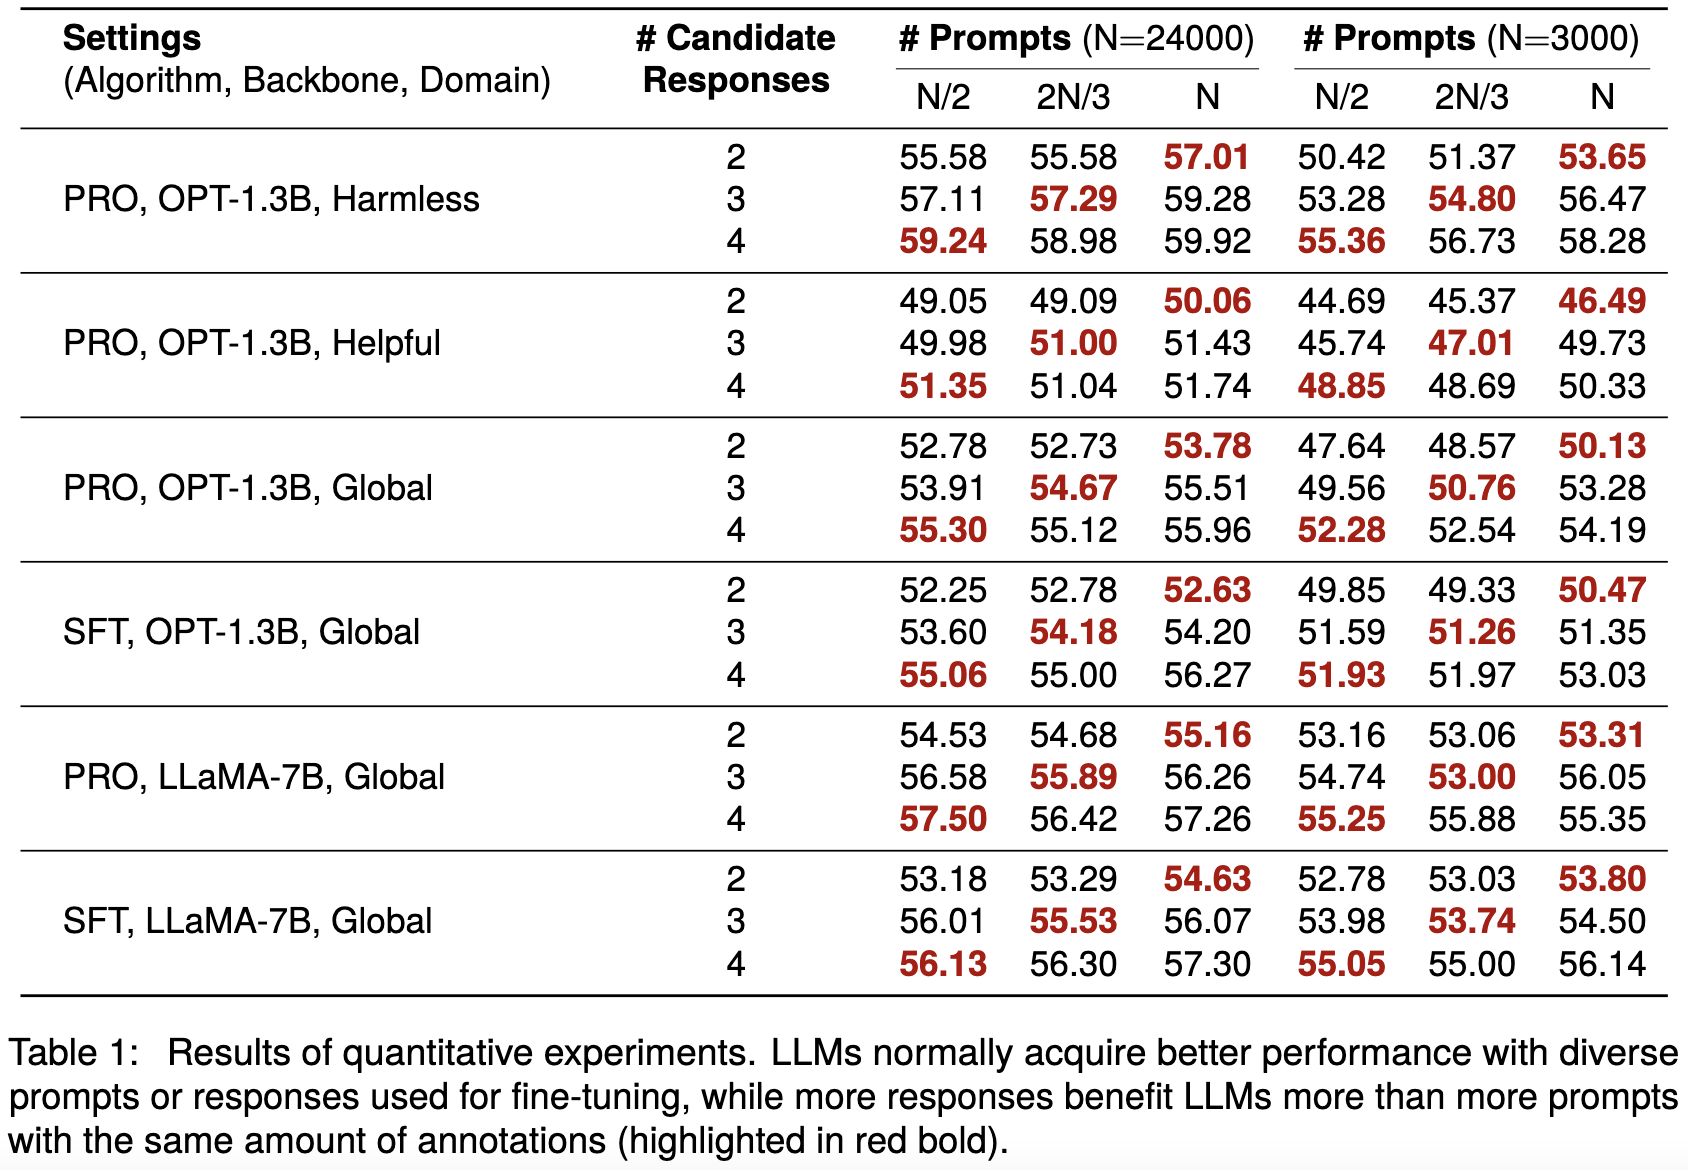 Settings # Candidate # Prompts (N=24000) # Prompts (N=3000)
(Algorithm, Backbone, Domain) Responses
N/2 2N/3 N N/2 2N/3 N
2 55.58 55.58 57.01 50.42 51.37 53.65
PRO, OPT-1.3B, Harmless 3 57.11 57.29 59.28 53.28 54.80 56.47
4 59.24 58.98 59.92 55.36 56.73 58.28
2 49.05 49.09 50.06 44.69 45.37 46.49
PRO, OPT-1.3B, Helpful 3 49.98 51.00 51.43 45.74 47.01 49.73
4 51.35 51.04 51.74 48.85 48.69 50.33
2 52.78 52.73 53.78 47.64 48.57 50.13
PRO, OPT-1.3B, Global 3 53.91 54.67 55.51 49.56 50.76 53.28
4 55.30 55.12 55.96 52.28 52.54 54.19
2 52.25 52.78 52.63 49.85 49.33 50.47
SFT, OPT-1.3B, Global 3 53.60 54.18 54.20 51.59 51.26 51.35
4 55.06 55.00 56.27 51.93 51.97 53.03
2 54.53 54.68 55.16 53.16 53.06 53.31
PRO, LLaMA-7B, Global 3 56.58 55.89 56.26 54.74 53.00 56.05
4 57.50 56.42 57.26 55.25 55.88 55.35
2 53.18 53.29 54.63 52.78 53.03 53.80
SFT, LLaMA-7B, Global 3 56.01 55.53 56.07 53.98 53.74 54.50
4 56.13 56.30 57.30 55.05 55.00 56.14
Table 1: Results of quantitative experiments. LLMs normally acquire better performance with diverse
prompts or responses used for fine-tuning, while more responses benefit LLMs more than more prompts
with the same amount of annotations (highlighted in red bold).